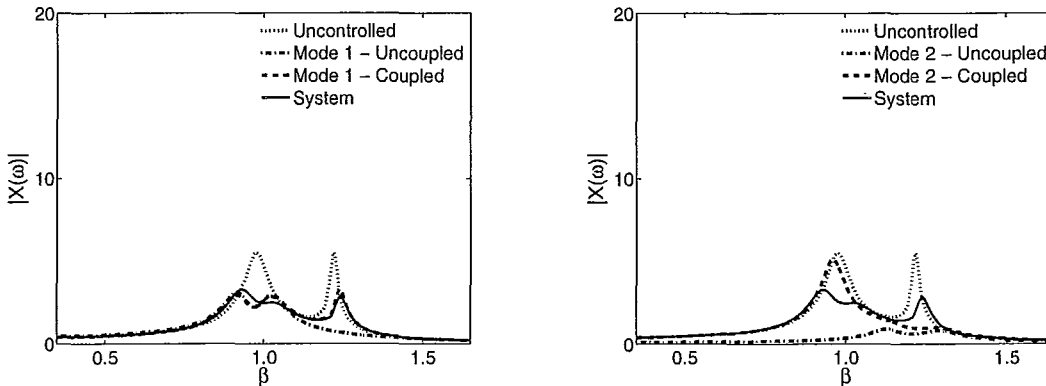 20
10
0
|X(ω)|
0.5
1.0
1.5
β
Uncontrolled
Mode 1 – Uncoupled
Mode 1 – Coupled
System
20
10
0
|X(ω)|
0.5
1.0
1.5
β
Uncontrolled
Mode 2 – Uncoupled
Mode 2 – Coupled
System